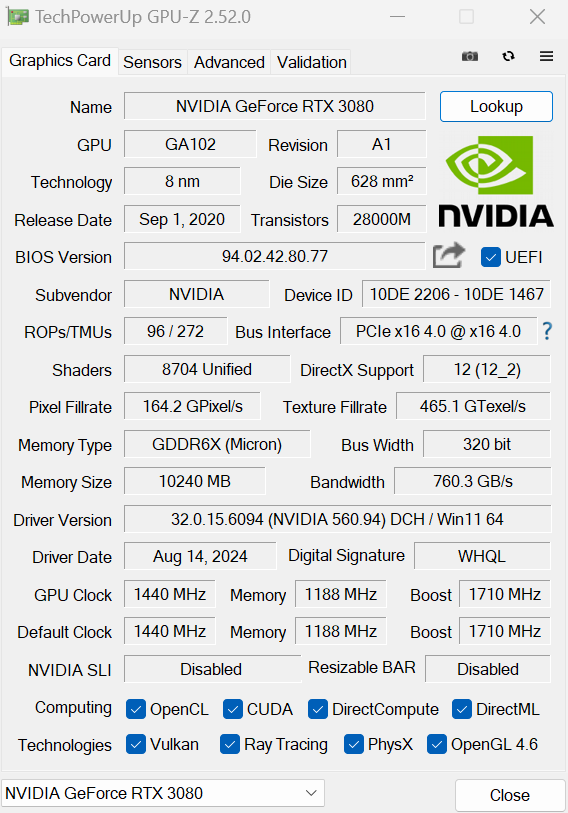 TechPowerUp GPU-Z 2.52.0
Graphics Card Sensors Advanced Validation
Name NVIDIA GeForce RTX 3080 Lookup
GPU GA102 Revision A1
Technology 8 nm Die Size 628 mm²
Release Date Sep 1, 2020 Transistors 28000M
NVIDIA
BIOS Version 94.02.42.80.77 UEFI
Subvendor NVIDIA Device ID 10DE 2206 - 10DE 1467
ROPs/TMUs 96 / 272 Bus Interface PCIe x16 4.0 @ x16 4.0 ?
Shaders 8704 Unified DirectX Support 12 (12_2)
Pixel Fillrate 164.2 GPixel/s Texture Fillrate 465.1 GTexel/s
Memory Type GDDR6X (Micron) Bus Width 320 bit
Memory Size 10240 MB Bandwidth 760.3 GB/s
Driver Version 32.0.15.6094 (NVIDIA 560.94) DCH / Win11 64
Driver Date Aug 14, 2024 Digital Signature WHQL
GPU Clock 1440 MHz Memory 1188 MHz Boost 1710 MHz
Default Clock 1440 MHz Memory 1188 MHz Boost 1710 MHz
NVIDIA SLI Disabled Resizable BAR Disabled
Computing OpenCL CUDA DirectCompute DirectML
Technologies Vulkan Ray Tracing PhysX OpenGL 4.6
NVIDIA GeForce RTX 3080 Close